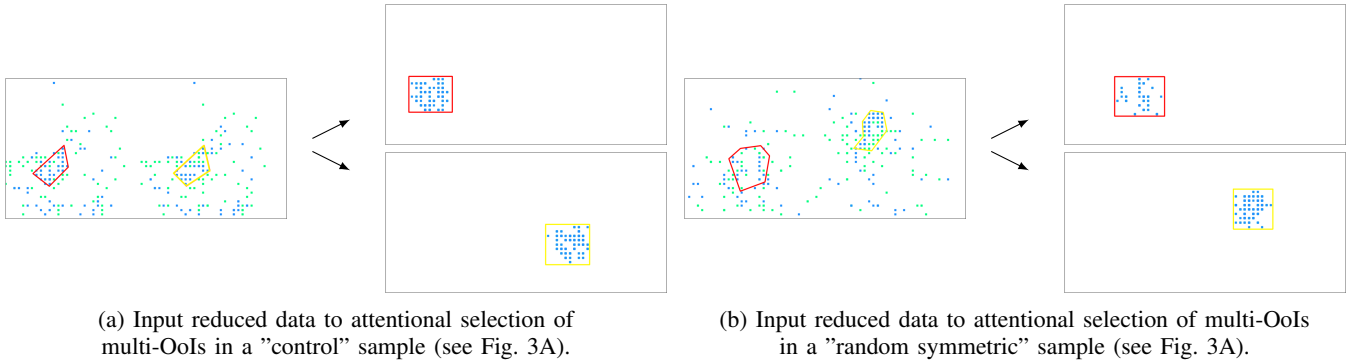 (a) Input reduced data to attentional selection of
multi-OoIs in a ”control” sample (see Fig. 3A).
(b) Input reduced data to attentional selection of multi-OoIs
in a ”random symmetric” sample (see Fig. 3A).